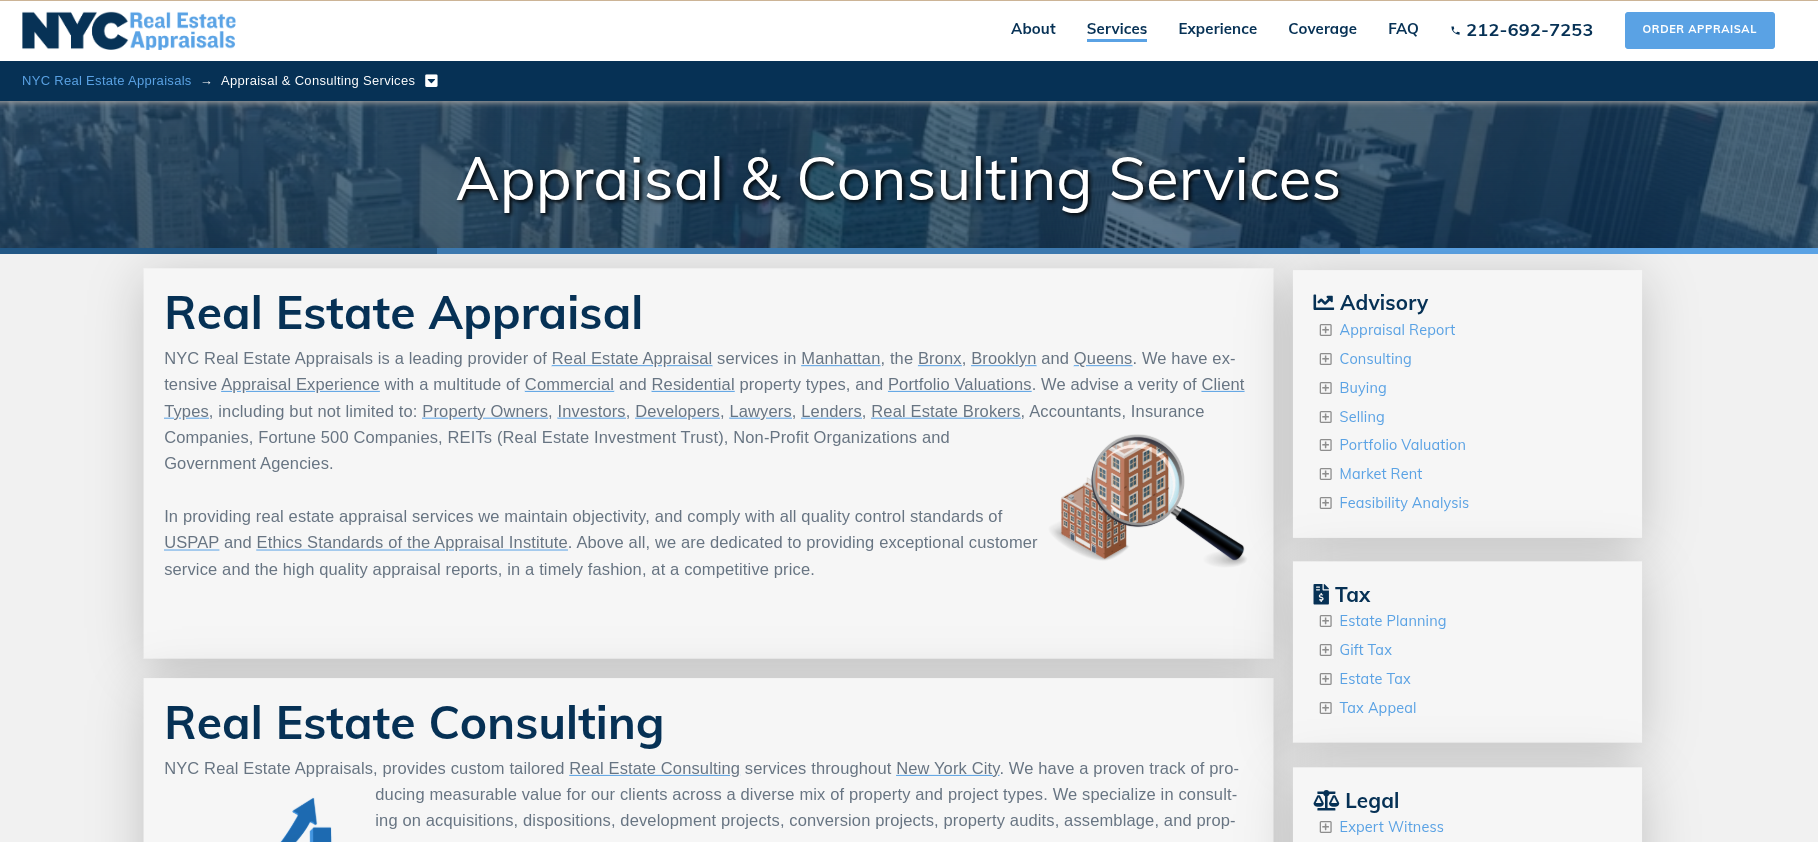 NYC Real Estate
Appraisals
About Services Experience Coverage FAQ 212-692-7253 ORDER APPRAISAL
NYC Real Estate Appraisals → Appraisal & Consulting Services
Appraisal & Consulting Services
Real Estate Appraisal
NYC Real Estate Appraisals is a leading provider of Real Estate Appraisal services in Manhattan, the Bronx, Brooklyn and Queens. We have ex-
tensive Appraisal Experience with a multitude of Commercial and Residential property types, and Portfolio Valuations. We advise a verity of Client
Types, including but not limited to: Property Owners, Investors, Developers, Lawyers, Lenders, Real Estate Brokers, Accountants, Insurance
Companies, Fortune 500 Companies, REITs (Real Estate Investment Trust), Non-Profit Organizations and
Government Agencies.
In providing real estate appraisal services we maintain objectivity, and comply with all quality control standards of
USPAP and Ethics Standards of the Appraisal Institute. Above all, we are dedicated to providing exceptional customer
service and the high quality appraisal reports, in a timely fashion, at a competitive price.
Real Estate Consulting
NYC Real Estate Appraisals, provides custom tailored Real Estate Consulting services throughout New York City. We have a proven track of pro-
ducing measurable value for our clients across a diverse mix of property and project types. We specialize in consult-
ing on acquisitions, dispositions, development projects, conversion projects, property audits, assemblage, and prop-
Advisory
Appraisal Report
Consulting
Buying
Selling
Portfolio Valuation
Market Rent
Feasibility Analysis
Tax
Estate Planning
Gift Tax
Estate Tax
Tax Appeal
Legal
Expert Witness